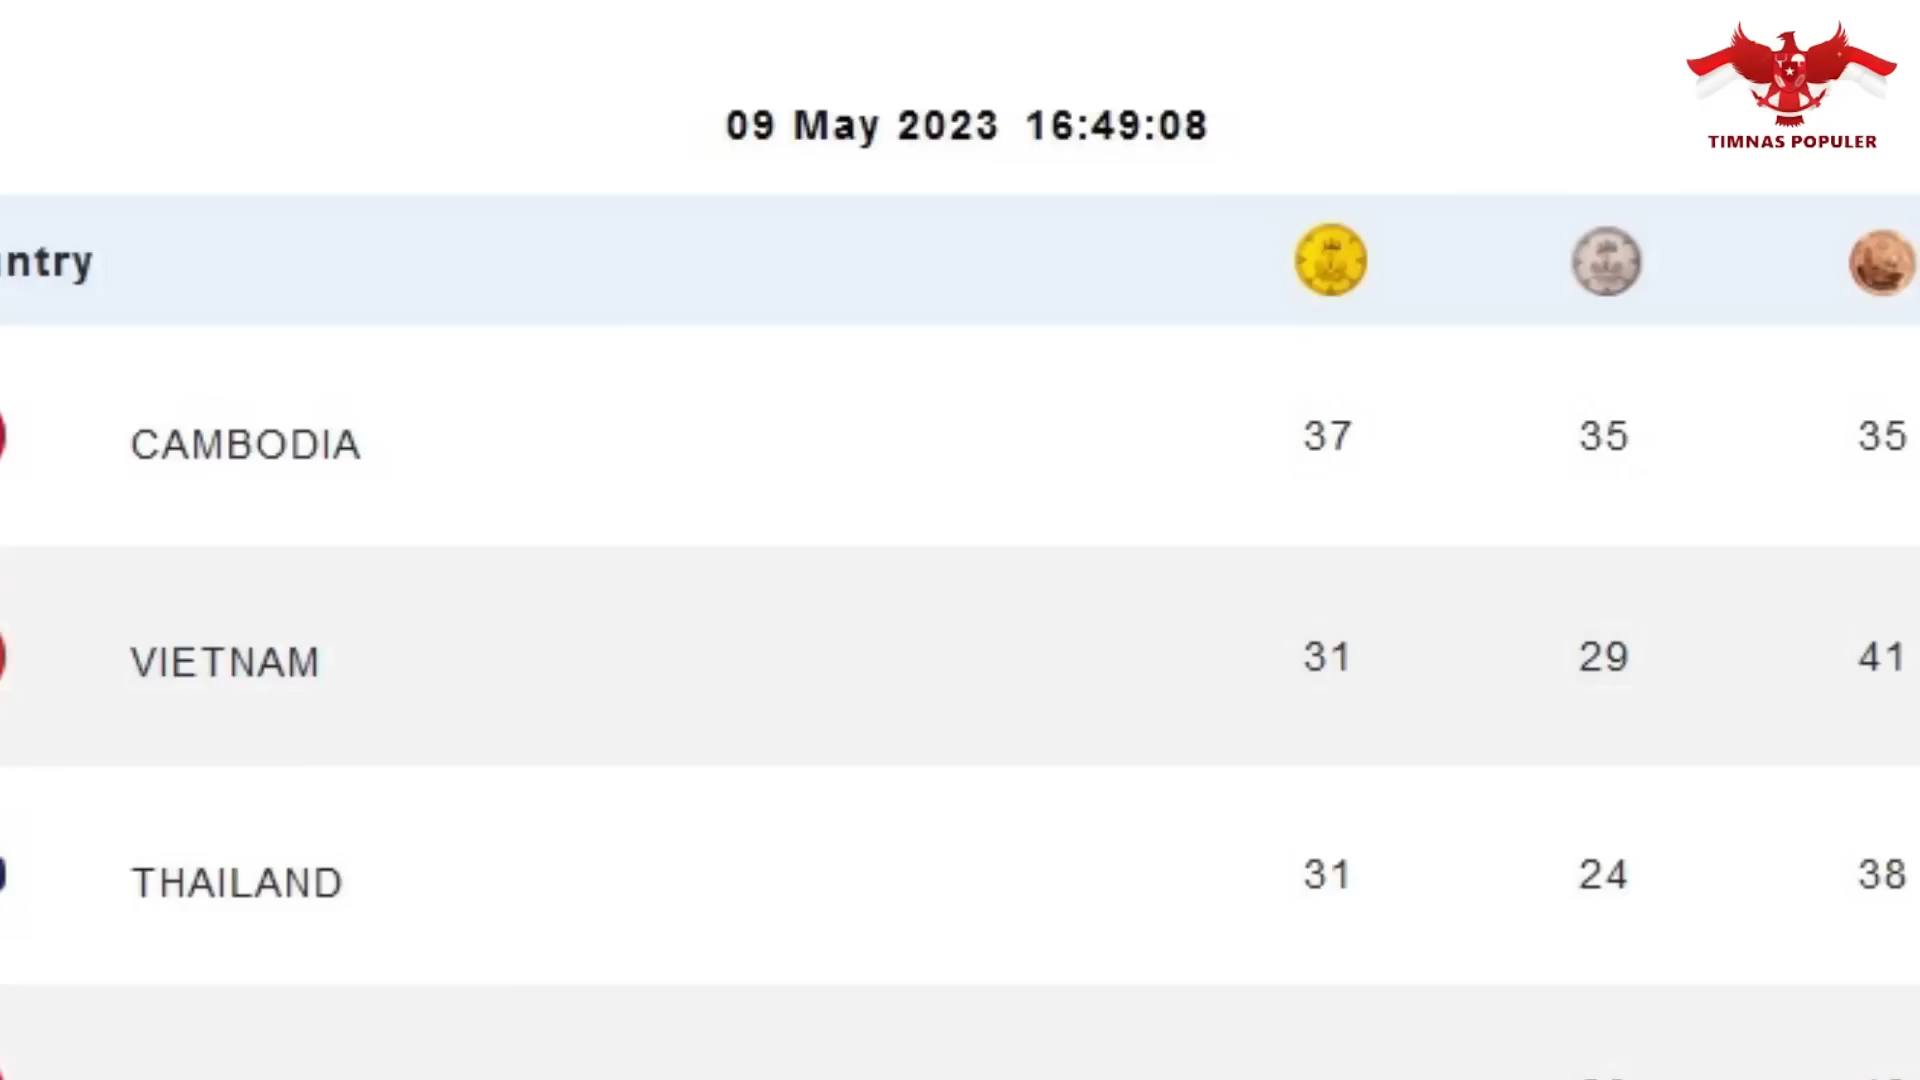 TIMNAS POPULER
09 May 2023 16:49:08
ntry
CAMBODIA 37 35 35
VIETNAM 31 29 41
THAILAND 31 24 38